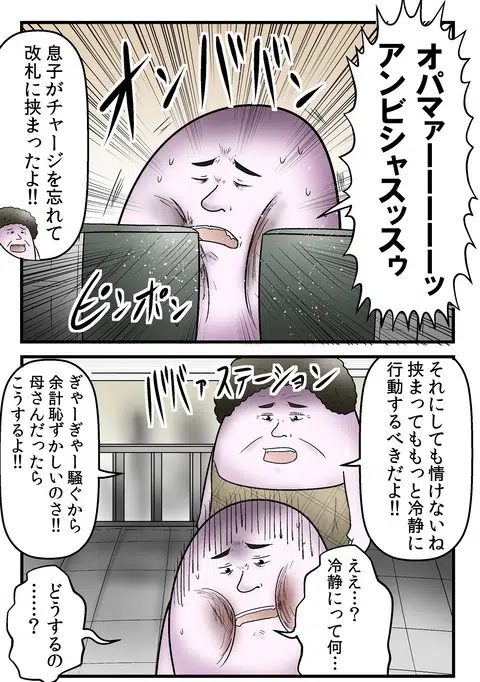 オパマァーーーーーーッ
アンビシャスッスゥ
オンババババン
息子がチャージを忘れて
改札に挟まったよ!!
ピンポン
それにしても情けないね
挟まってももっと冷静に
行動するべきだよ!!
ババァステーション
ぎゃーぎゃー騒ぐから
余計恥ずかしいのさ!!
母さんだったら
こうするよ!!
ええ…?
冷静にって何…
どうするの
……?